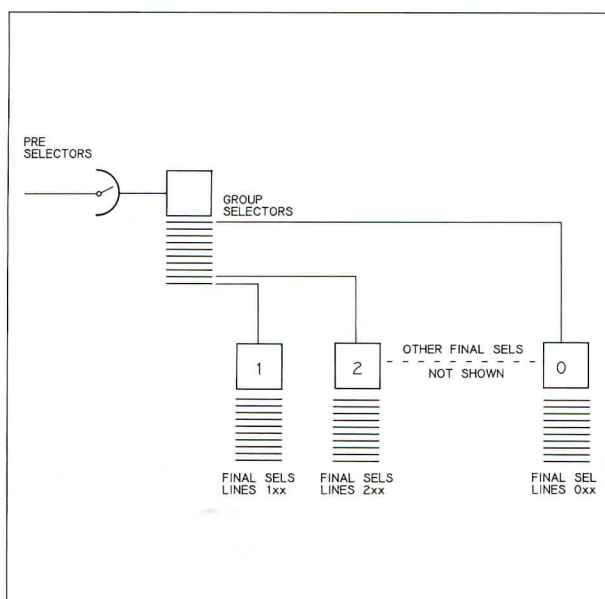 PRE
SELECTORS
GROUP
SELECTORS
OTHER FINAL SELS
NOT SHOWN
1
2
0
FINAL SELS
LINES 1xx
FINAL SELS
LINES 2xx
FINAL SEL
LINES 0xx